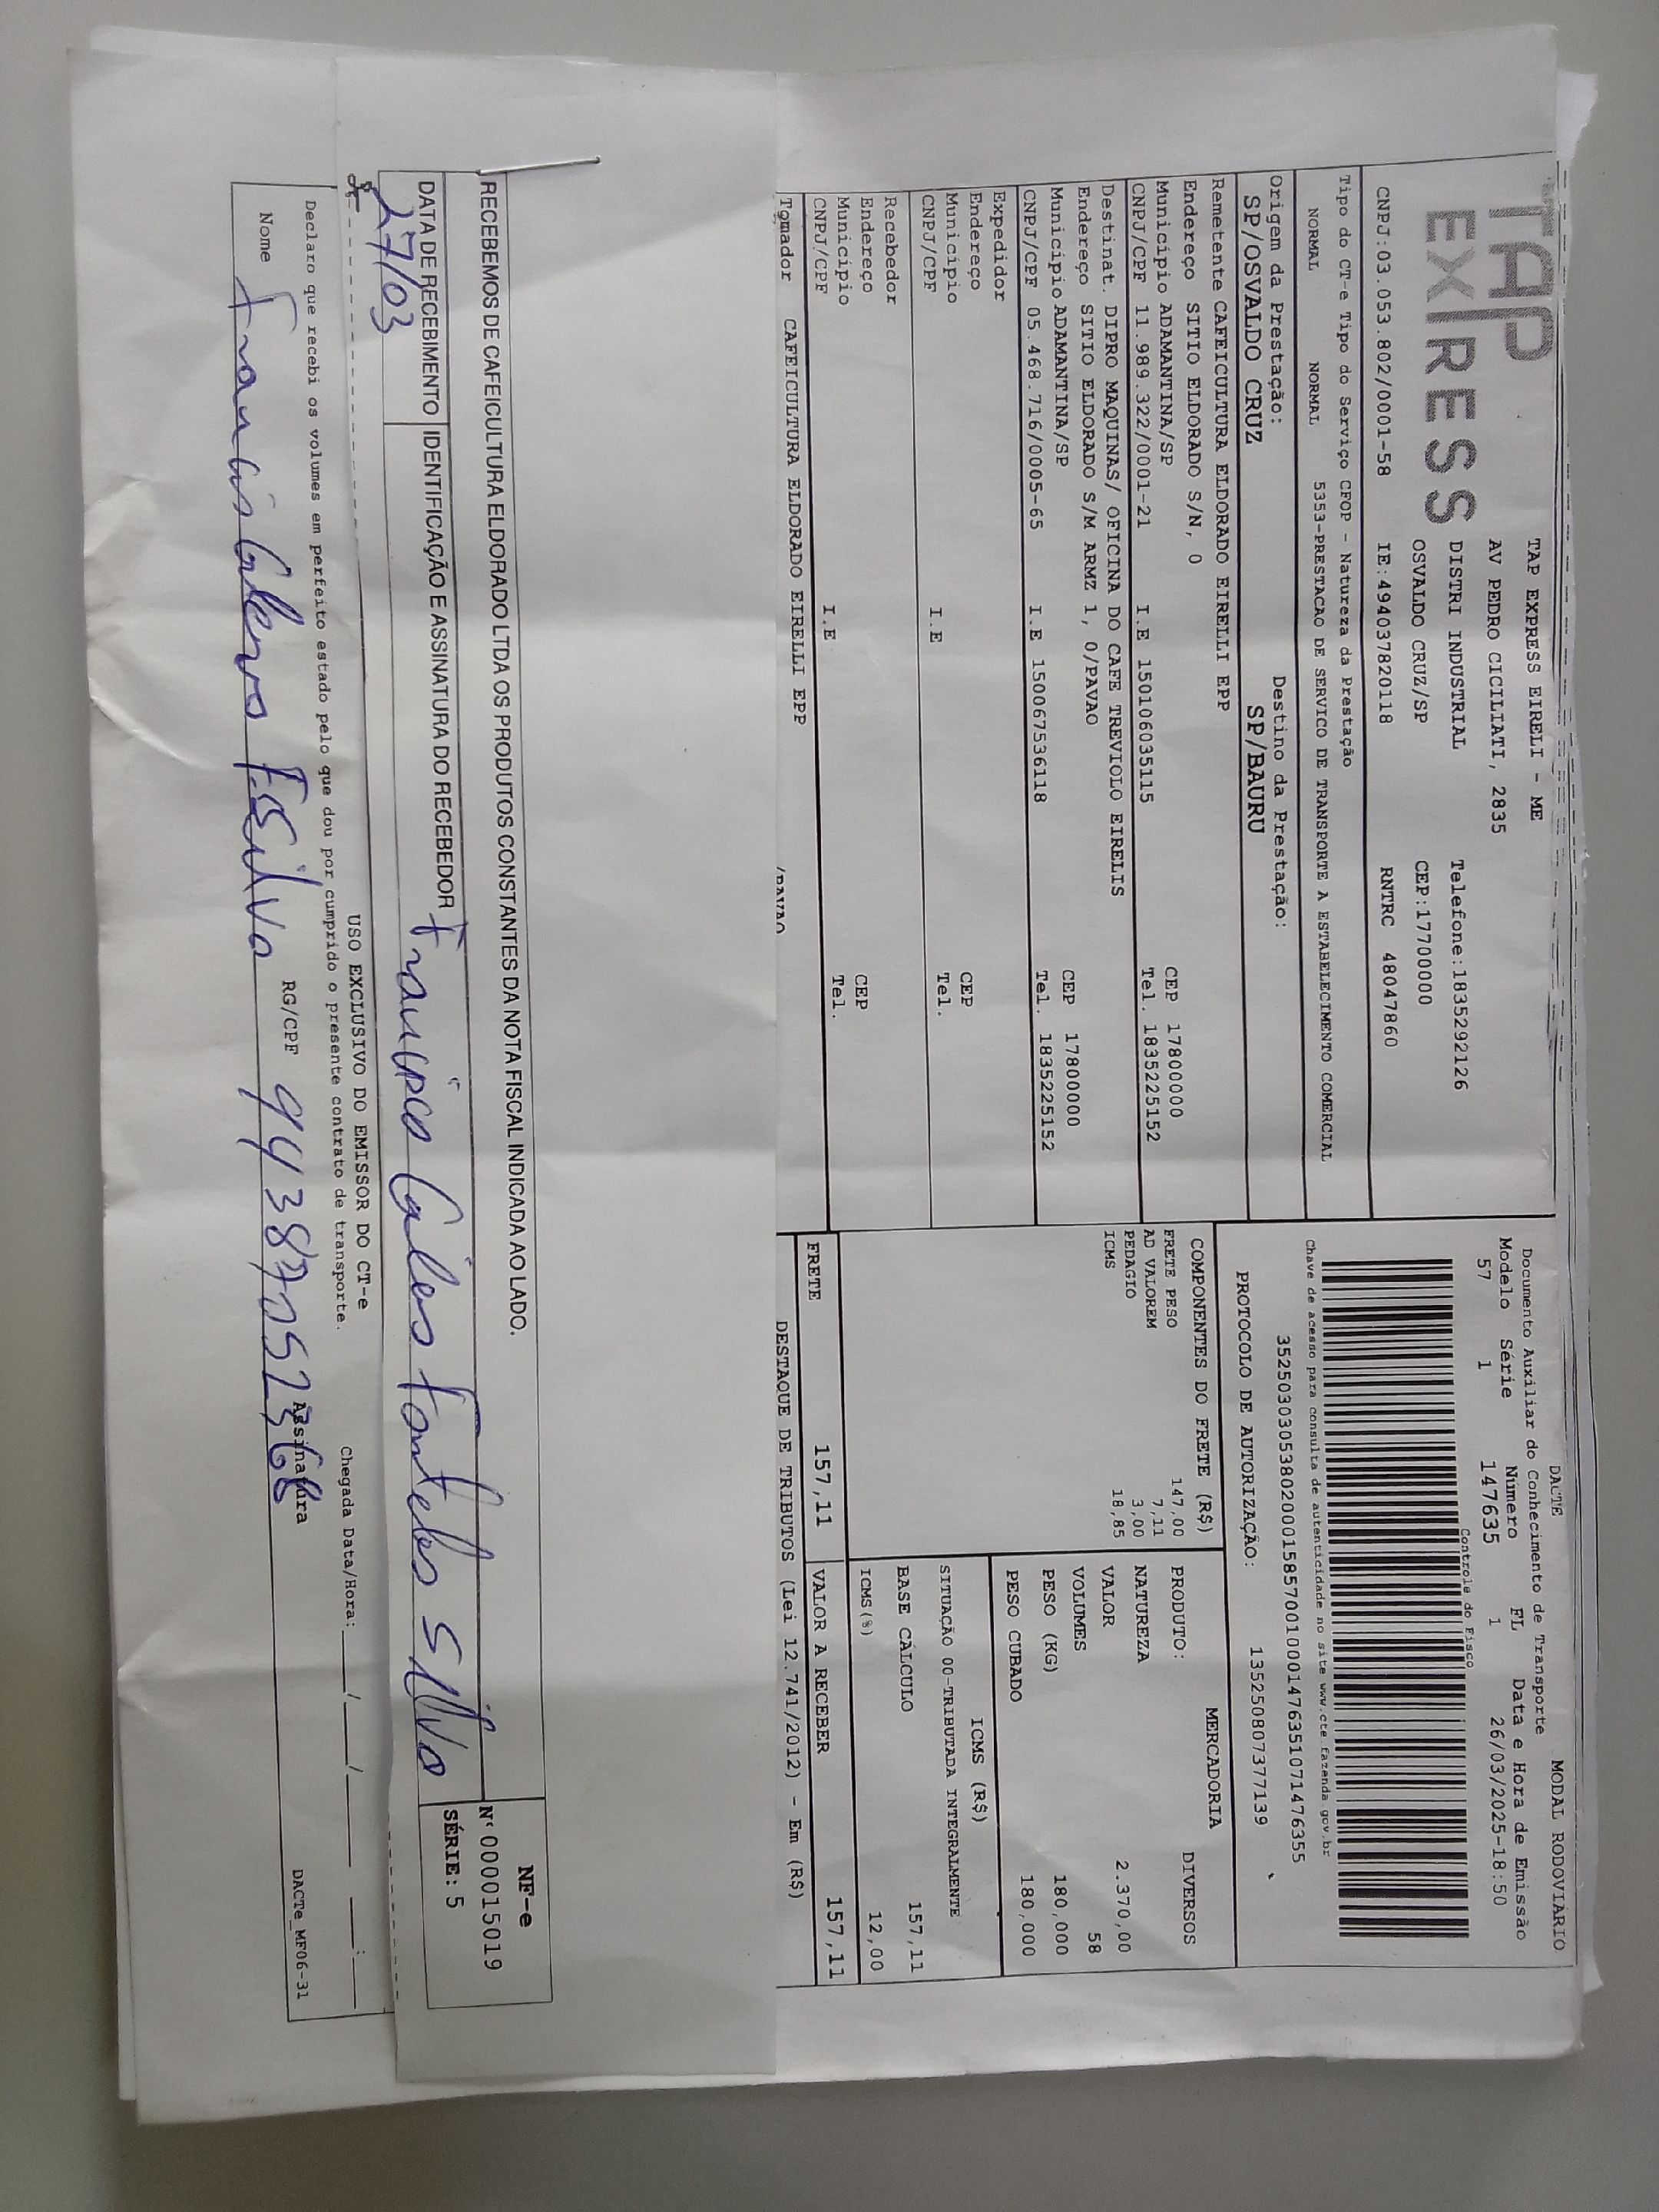 TAP
EXPRESS
TAP EXPRESS EIRELI - ME
AV PEDRO CICILIATI, 2835
DISTRI INDUSTRIAL Telefone:1835292126
OSVALDO CRUZ/SP CEP:17700000
CNPJ:03.053.802/0001-58 IE:494037820118 RNTRC 48047860
Tipo do CT-e Tipo do Serviço CFOP - Natureza da Prestação
NORMAL NORMAL 5353-PRESTACAO DE SERVICO DE TRANSPORTE A ESTABELECIMENTO COMERCIAL
Origem da Prestação: Destino da Prestação:
SP/OSVALDO CRUZ SP/BAURU
Remetente CAFEICULTURA ELDORADO EIRELLI EPP
Endereço SITIO ELDORADO S/N, 0 CEP 17800000
Município ADAMANTINA/SP Tel. 1835225152
CNPJ/CPF 11.989.322/0001-21 I.E 150106035115
Destinat. DIPRO MAQUINAS/ OFICINA DO CAFE TREVIOLO EIRELIS
Endereço SITIO ELDORADO S/M ARMZ 1, 0/PAVAO CEP 17800000
Município ADAMANTINA/SP Tel. 1835225152
CNPJ/CPF 05.468.716/0005-65 I.E 150067536118
Expedidor
Endereço CEP
Município Tel.
CNPJ/CPF I.E
Recebedor
Endereço CEP
Município Tel.
CNPJ/CPF I.E
Tomador CAFEICULTURA ELDORADO EIRELLI EPP
DACTE MODAL RODOVIÁRIO
Documento Auxiliar do Conhecimento de Transporte
Modelo Série Número FL Data e Hora de Emissão
57 1 147635 1 26/03/2025-18:50
Controle do Fisco
Chave de acesso para consulta de autenticidade no site www.cte.fazenda.gov.br
35250303053802000158570010001476351071476355
PROTOCOLO DE AUTORIZAÇÃO: 135250807377139
COMPONENTES DO FRETE (R$)
FRETE PESO 147,00
AD VALOREM 7,11
PEDAGIO 3,00
ICMS 18,85
MERCADORIA
PRODUTO: DIVERSOS
NATUREZA
VALOR 2.370,00
VOLUMES 58
PESO (KG) 180,000
PESO CUBADO 180,000
ICMS (R$)
SITUAÇÃO 00-TRIBUTADA INTEGRALMENTE
BASE CÁLCULO 157,11
ICMS(%) 12,00
FRETE 157,11 VALOR A RECEBER 157,11
DESTAQUE DE TRIBUTOS (Lei 12.741/2012) - Em (R$)
/PAVAO
RECEBEMOS DE CAFEICULTURA ELDORADO LTDA OS PRODUTOS CONSTANTES DA NOTA FISCAL INDICADA AO LADO.
DATA DE RECEBIMENTO IDENTIFICAÇÃO E ASSINATURA DO RECEBEDOR
27/03 Francisco Silva
NF-e
Nº 000015019
SÉRIE: 5
USO EXCLUSIVO DO EMISSOR DO CT-e
Declaro que recebi os volumes em perfeito estado pelo que dou por cumprido o presente contrato de transporte.
Chegada Data/Hora:___/___/___ ___:___
Nome Silva RG/CPF Assinatura
DACTe_MF06-31